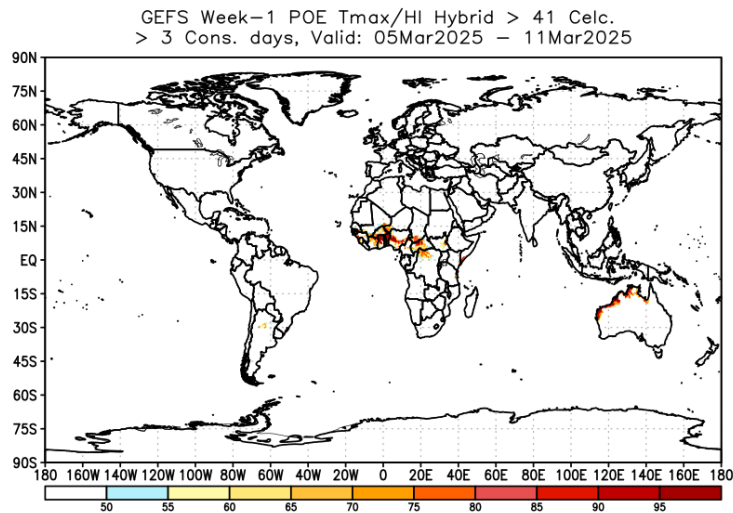 GEFS Week-1 POE Tmax/HI Hybrid > 41 Celc.
> 3 Cons. days, Valid: 05Mar2025 - 11Mar2025
90N
75N
60N
45N
30N
15N
EQ
15S
30S
45S
60S
75S
90S
180 160W 140W 120W 100W 80W 60W 40W 20W 0 20E 40E 60E 80E 100E 120E 140E 160E 180
50 55 60 65 70 75 80 85 90 95